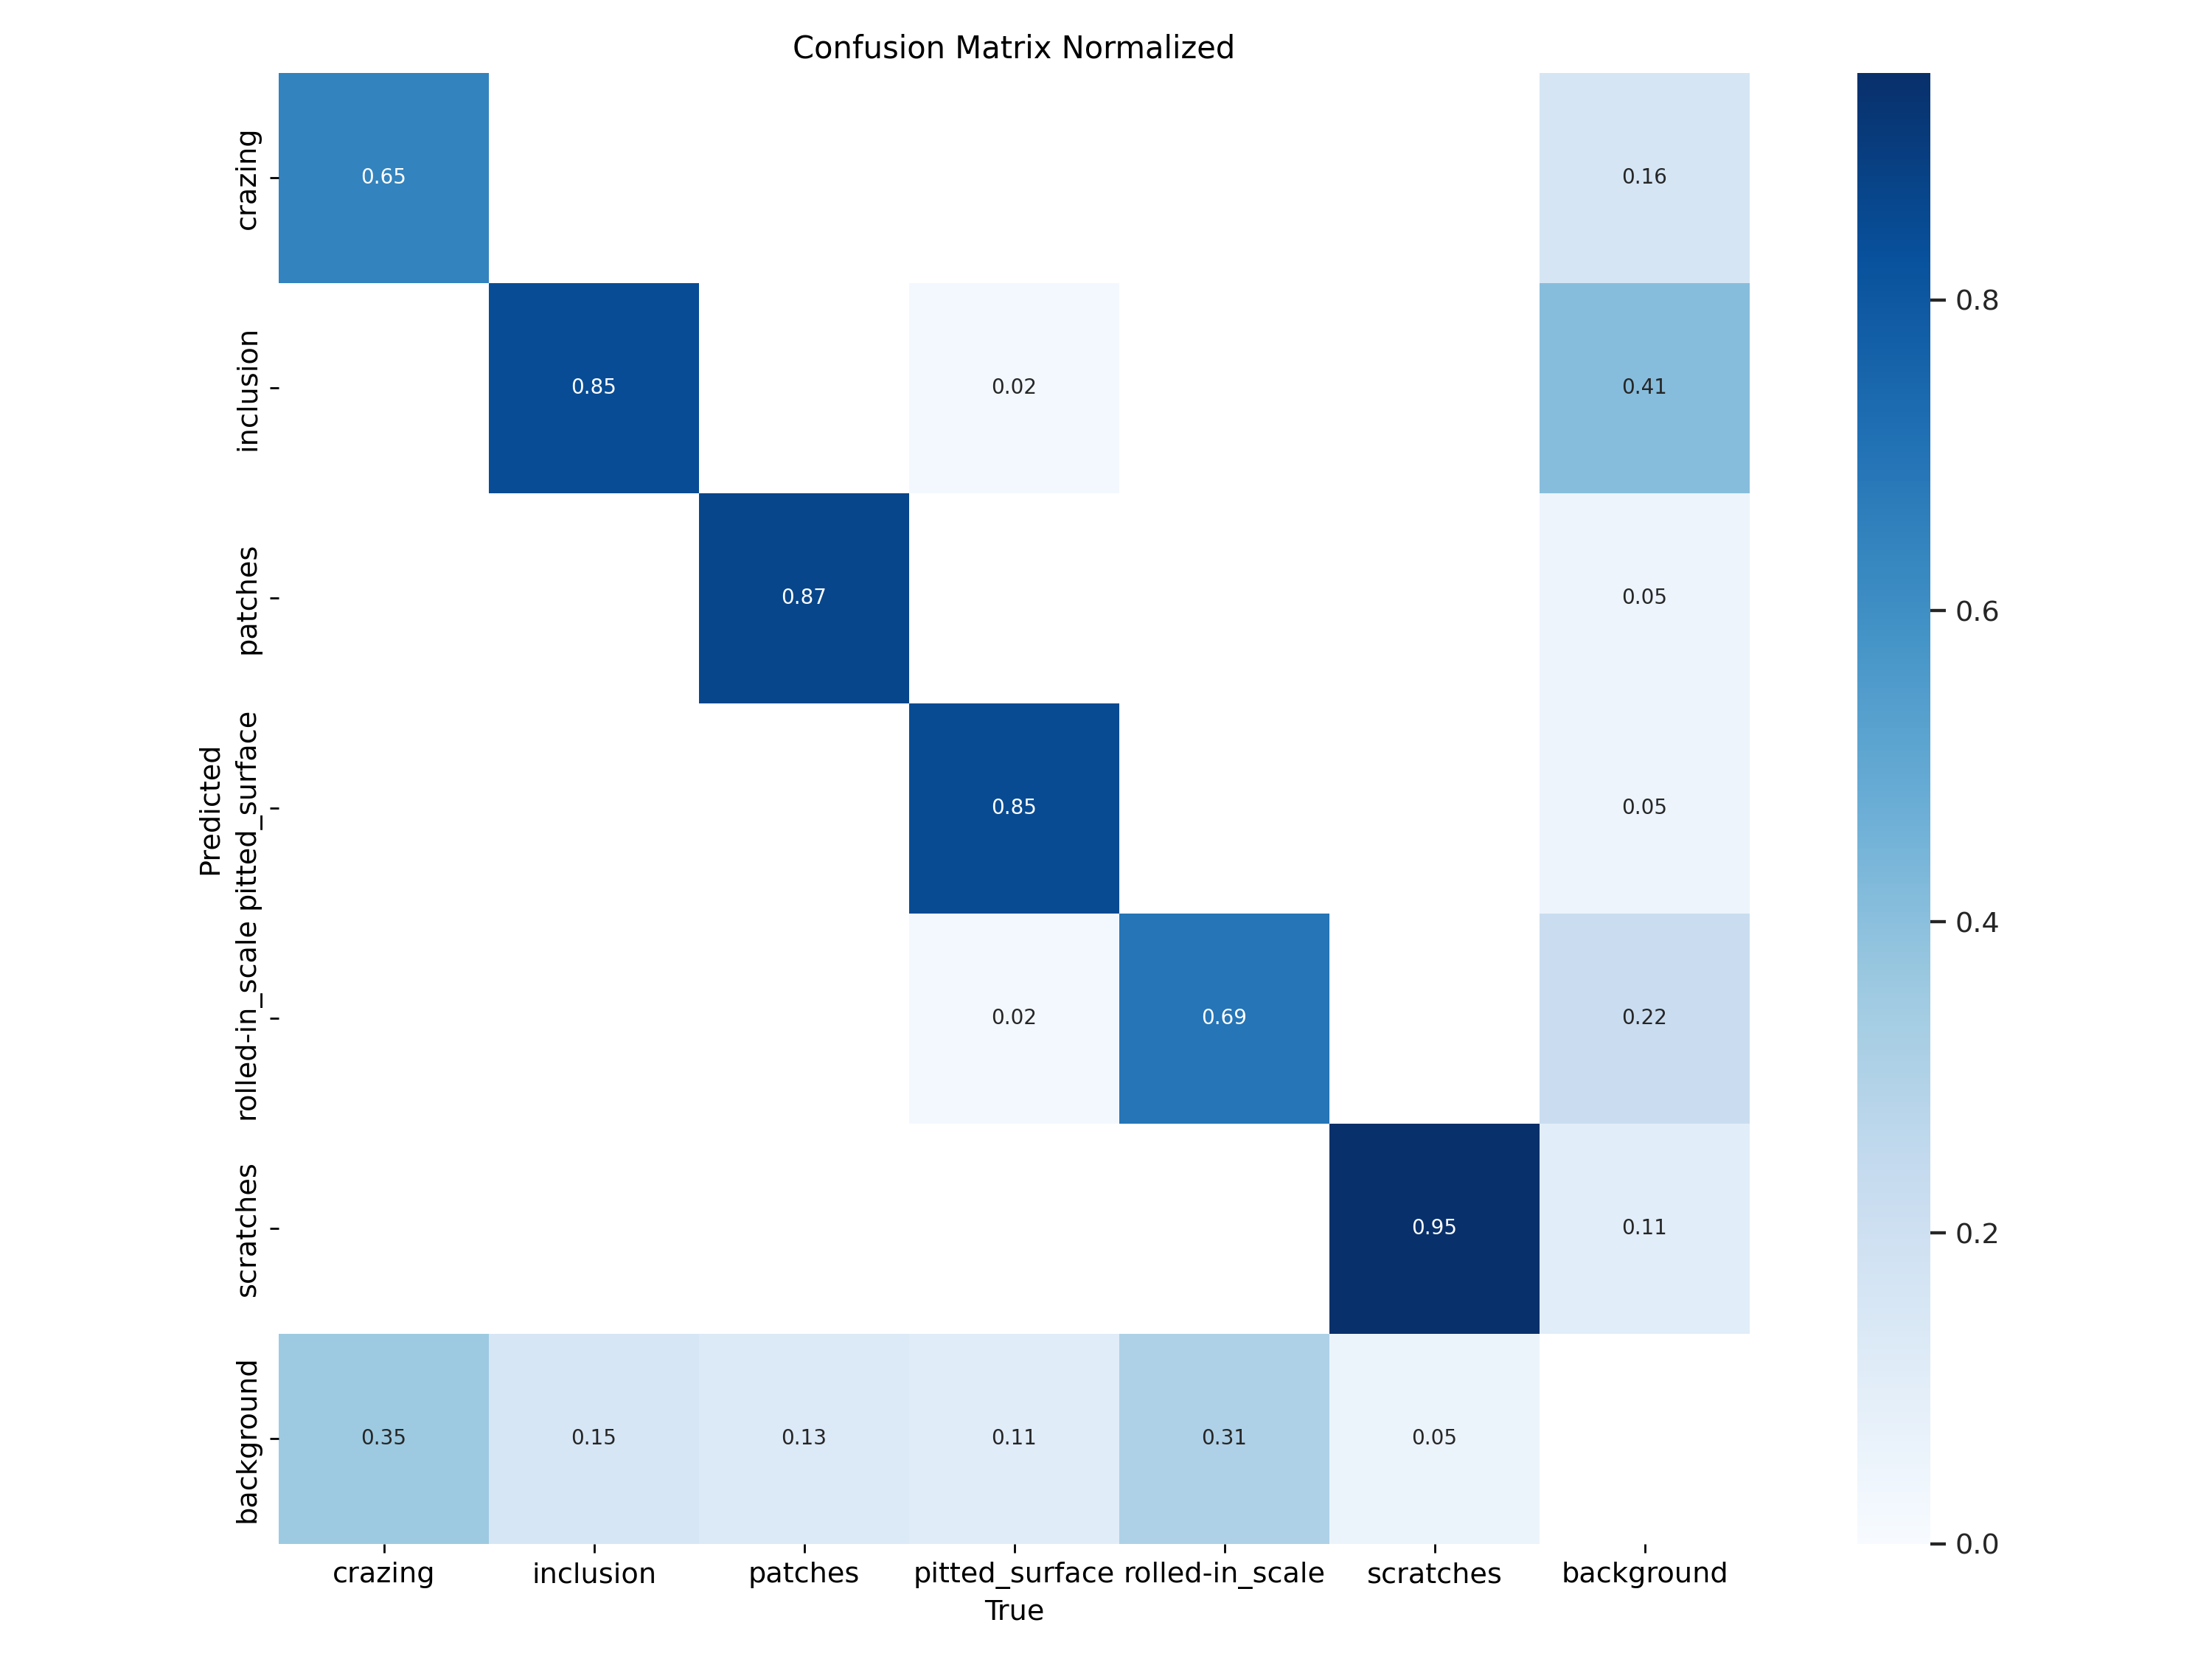 Confusion Matrix Normalized
crazing
0.65
0.16
inclusion
0.85
0.02
0.41
0.8
patches
0.87
0.05
0.6
Predicted
pitted_surface
0.85
0.05
0.4
rolled-in_scale
0.02
0.69
0.22
scratches
0.95
0.11
0.2
background
0.35
0.15
0.13
0.11
0.31
0.05
0.0
crazing inclusion patches pitted_surface rolled-in_scale scratches background
True